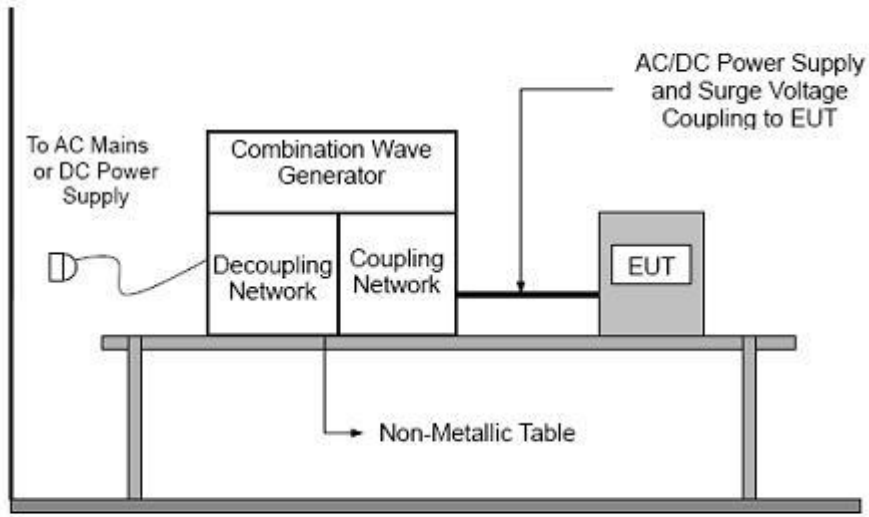 AC/DC Power Supply
and Surge Voltage
Coupling to EUT
To AC Mains
or DC Power
Supply
Combination Wave
Generator
Decoupling
Network
Coupling
Network
EUT
Non-Metallic Table